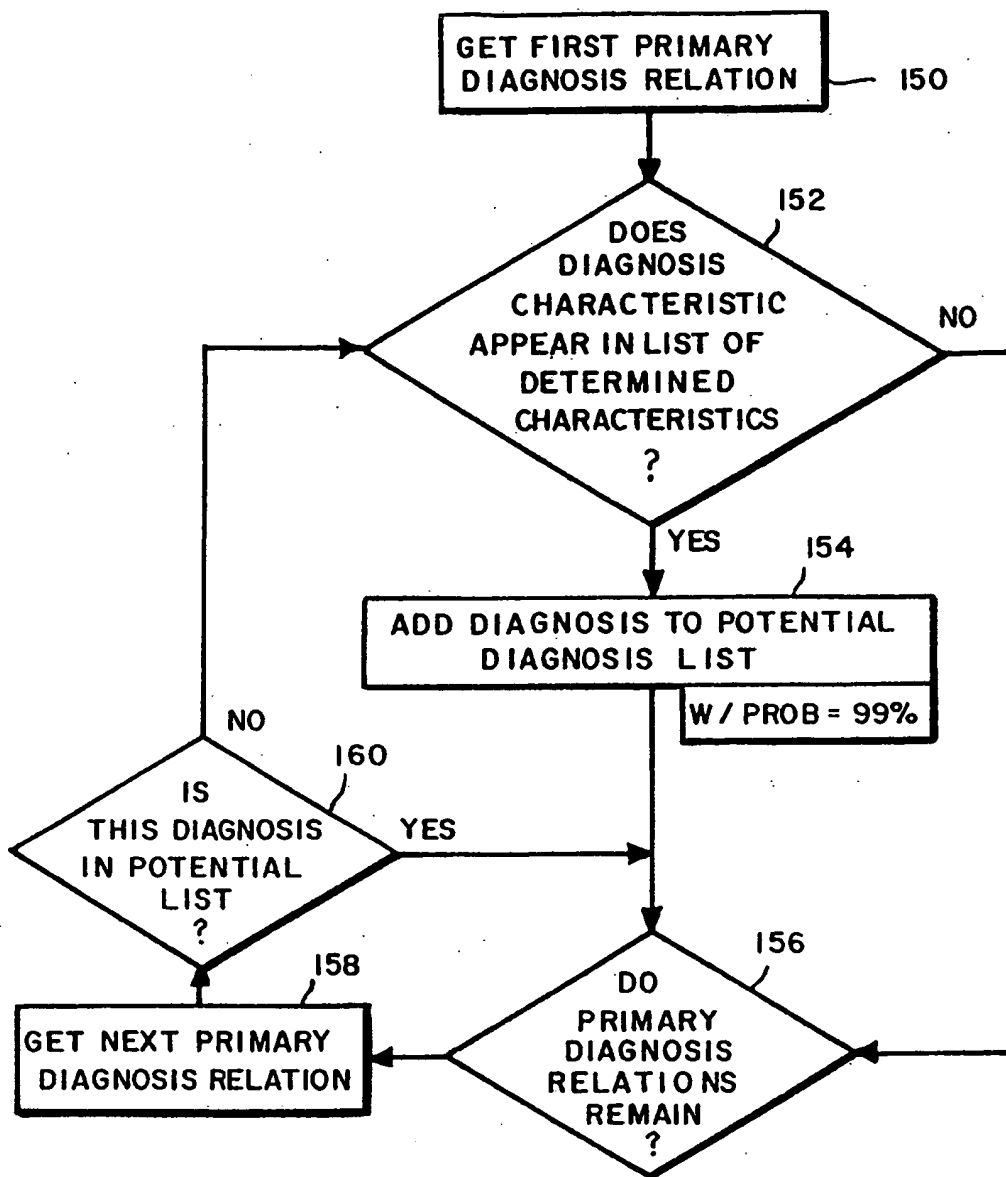 GET FIRST PRIMARY
DIAGNOSIS RELATION
150
152
DOES
DIAGNOSIS
CHARACTERISTIC
APPEAR IN LIST OF
DETERMINED
CHARACTERISTICS
?
NO
YES
154
ADD DIAGNOSIS TO POTENTIAL
DIAGNOSIS LIST
W/ PROB = 99%
NO
160
IS
THIS DIAGNOSIS
IN POTENTIAL
LIST
?
YES
156
DO
PRIMARY
DIAGNOSIS
RELATIONS
REMAIN
?
158
GET NEXT PRIMARY
DIAGNOSIS RELATION